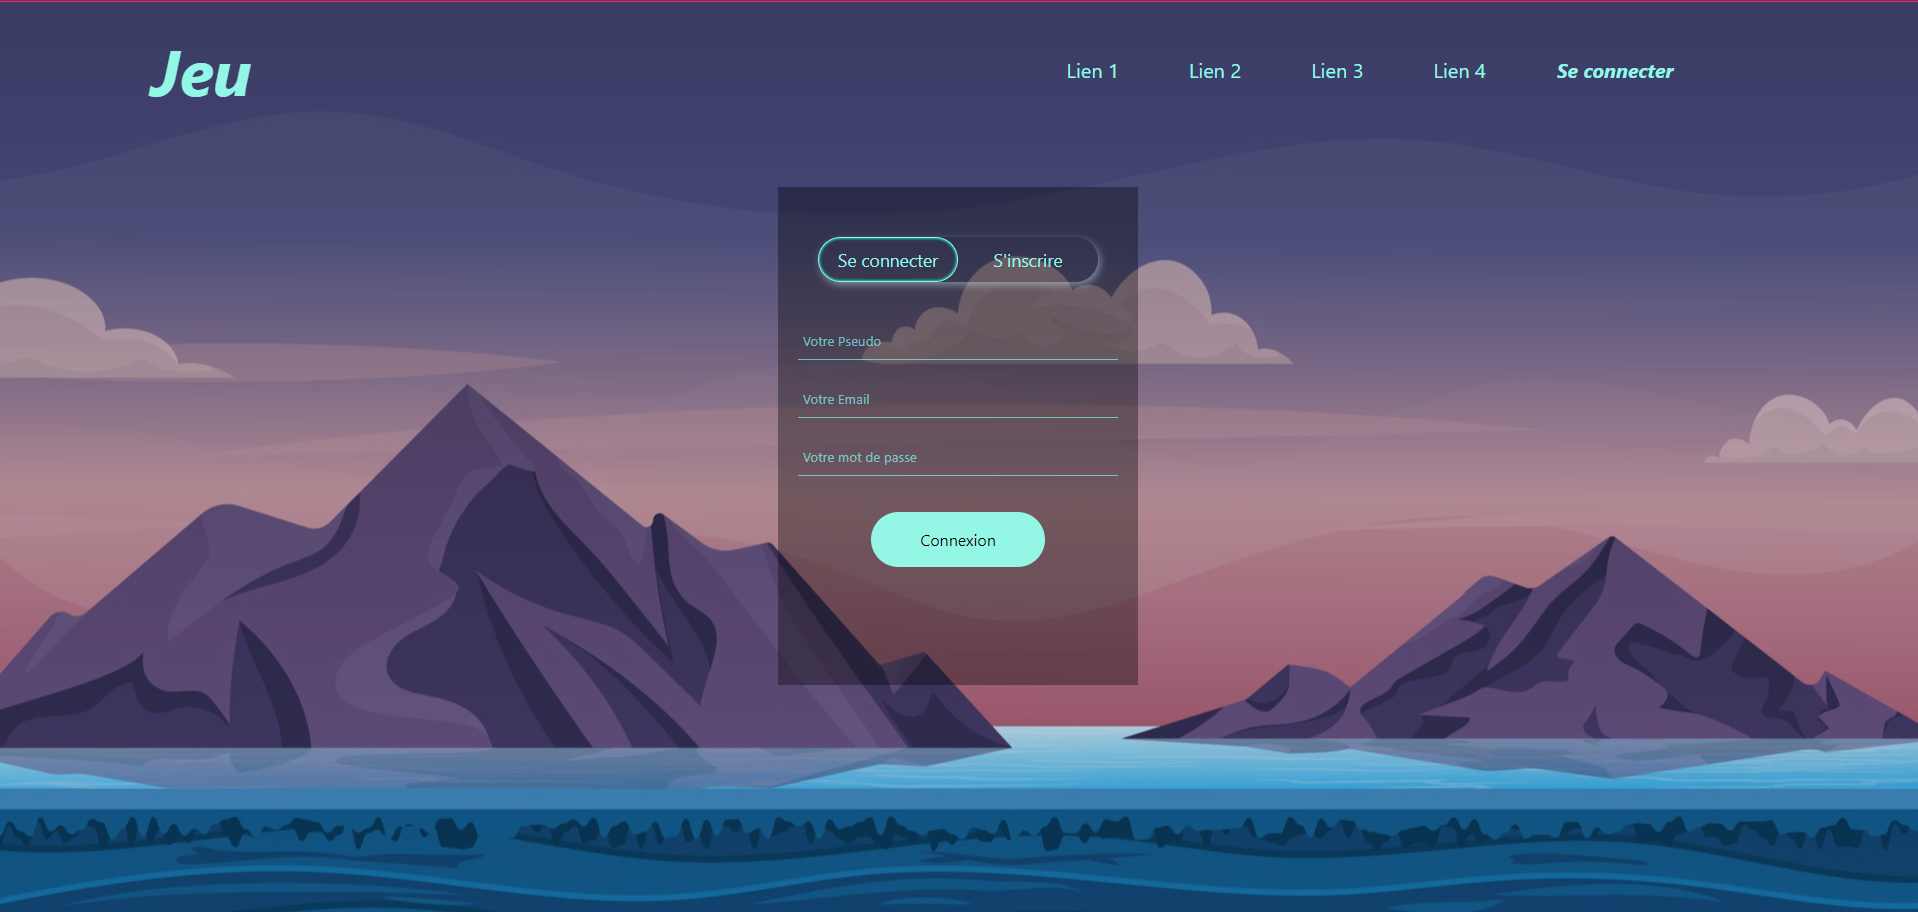 Jeu
Lien 1 Lien 2 Lien 3 Lien 4 Se connecter
Se connecter S'inscrire
Votre Pseudo
Votre Email
Votre mot de passe
Connexion